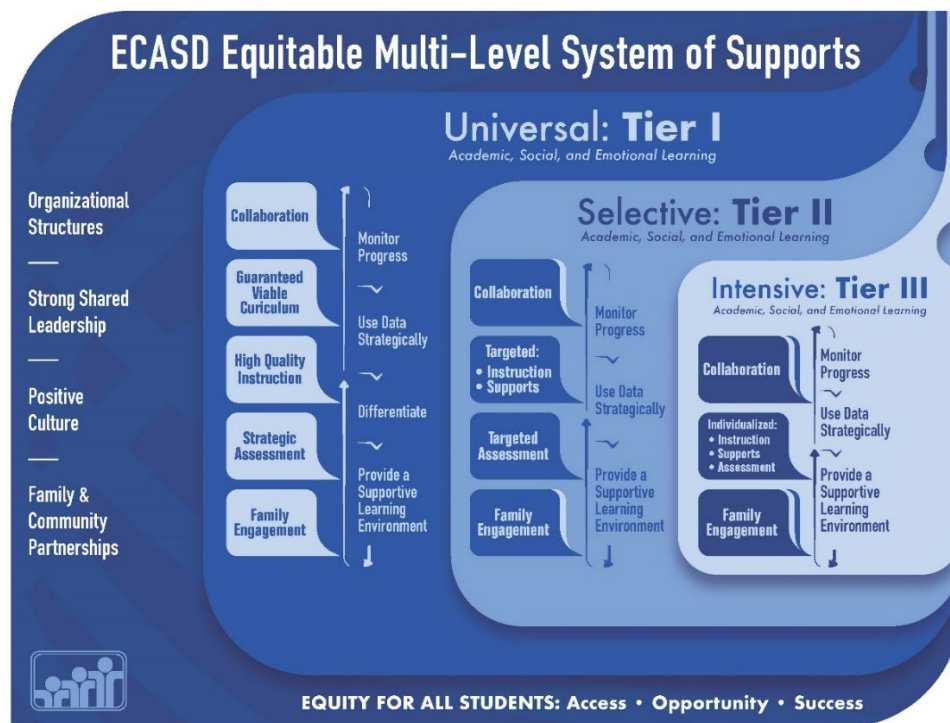 ECASD Equitable Multi-Level System of Supports
Organizational
Structures
Strong Shared
Leadership
Positive
Culture
Family &
Community
Partnerships
Universal: Tier I
Academic, Social, and Emotional Learning
Collaboration
Guaranteed
Viable
Curiculum
High Quality
Instruction
Strategic
Assessment
Family
Engagement
Monitor
Progress
Use Data
Strategically
Differentiate
Provide a
Supportive
Learning
Environment
Selective: Tier II
Academic, Social, and Emotional Learning
Collaboration
Targeted:
• Instruction
• Supports
Targeted
Assessment
Family
Engagement
Monitor
Progress
Use Data
Strategically
Provide a
Supportive
Learning
Environment
Intensive: Tier III
Academic, Social, and Emotional Learning
Collaboration
Individualized:
• Instruction
• Supports
• Assessment
Family
Engagement
Monitor
Progress
Use Data
Strategically
Provide a
Supportive
Learning
Environment
EQUITY FOR ALL STUDENTS: Access • Opportunity • Success